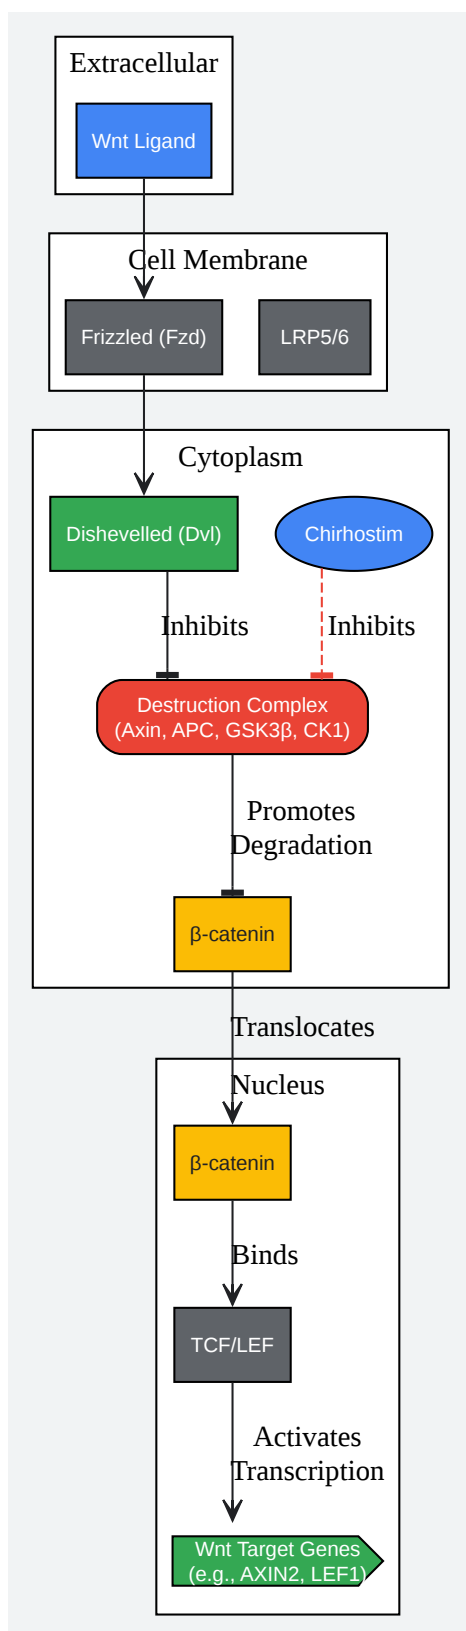 Extracellular
Wnt Ligand
Cell Membrane
Frizzled (Fzd)
LRP5/6
Cytoplasm
Dishevelled (Dvl)
Chirhostim
Inhibits
Inhibits
Destruction Complex
(Axin, APC, GSK3β, CK1)
Promotes
Degradation
β-catenin
Translocates
Nucleus
β-catenin
Binds
TCF/LEF
Activates
Transcription
Wnt Target Genes
(e.g., AXIN2, LEF1)